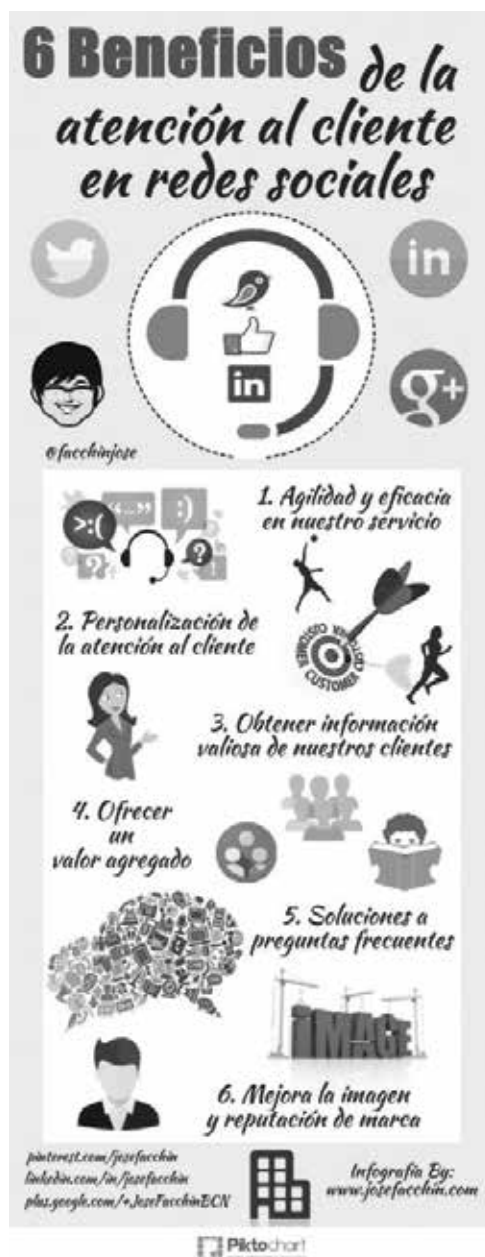 6 Beneficios de la
atención al cliente
en redes sociales
in
g+
in
@facchinjose
>:(
“...”
:)
?
?
!
1. Agilidad y eficacia
en nuestro servicio
2. Personalización de
la atención al cliente
CUSTOMER CUSTOMER CUSTOMER
3. Obtener información
valiosa de nuestros clientes
4. Ofrecer
un
valor agregado
5. Soluciones a
preguntas frecuentes
iMAGE
6. Mejora la imagen
y reputación de marca
pinterest.com/josefacchin
linkedin.com/in/josefacchin
plus.google.com/+JoseFacchinBCN
Infografía By:
www.josefacchin.com
Piktochart